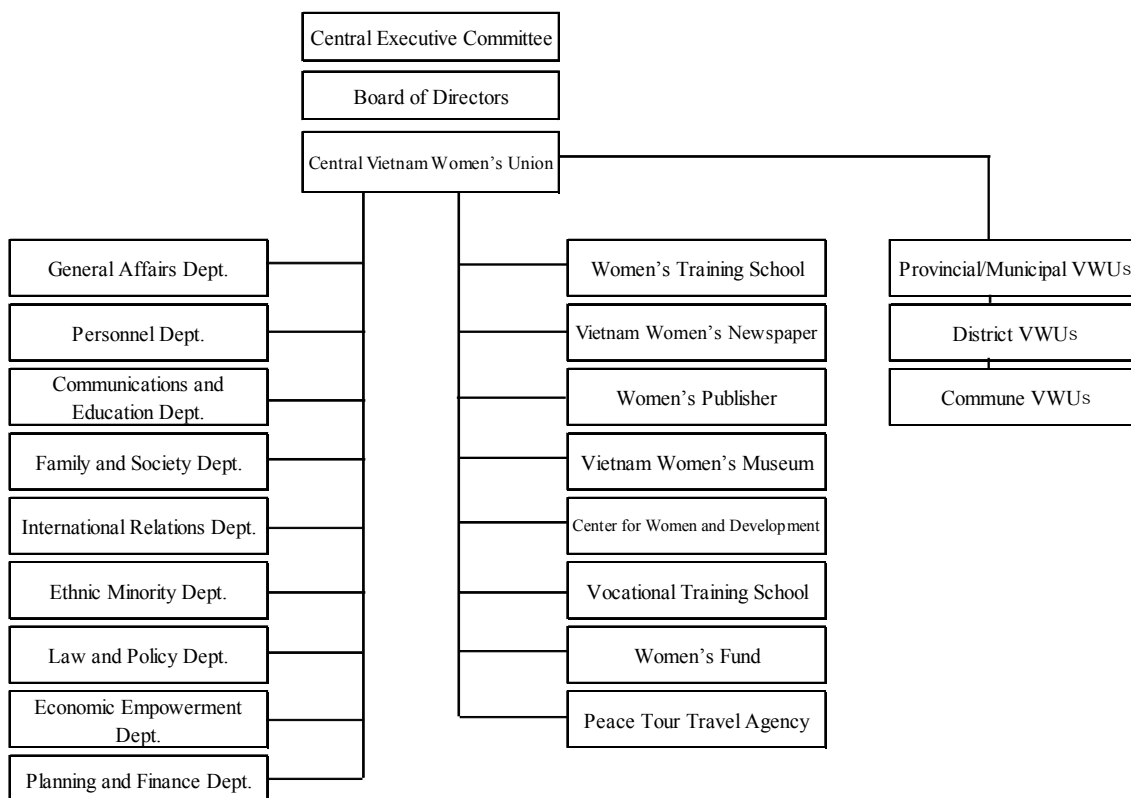 Central Executive Committee
Board of Directors
Central Vietnam Women’s Union
General Affairs Dept.
Personnel Dept.
Communications and
Education Dept.
Family and Society Dept.
International Relations Dept.
Ethnic Minority Dept.
Law and Policy Dept.
Economic Empowerment
Dept.
Planning and Finance Dept.
Women’s Training School
Vietnam Women’s Newspaper
Women’s Publisher
Vietnam Women’s Museum
Center for Women and Development
Vocational Training School
Women’s Fund
Peace Tour Travel Agency
Provincial/Municipal VWUs
District VWUs
Commune VWUs